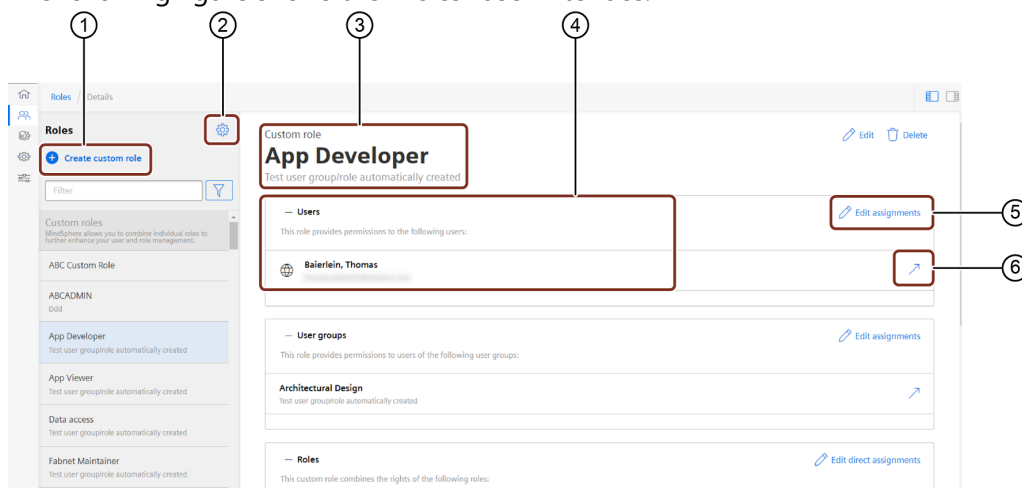 1 2 3 4
Roles / Details
Roles
Create custom role
Filter
Custom roles
MindSphere allows you to combine individual roles to
further enhance your user and role management.
ABC Custom Role
ABCADMIN
Ddd
App Developer
Test user group/role automatically created
App Viewer
Test user group/role automatically created
Data access
Test user group/role automatically created
Fabnet Maintainer
Test user group/role automatically created
Custom role
Edit Delete
App Developer
Test user group/role automatically created
— Users
Edit assignments
5
This role provides permissions to the following users:
Baierlein, Thomas
6
— User groups
Edit assignments
This role provides permissions to users of the following user groups:
Architectural Design
Test user group/role automatically created
— Roles
Edit direct assignments
This custom role combines the rights of the following roles: